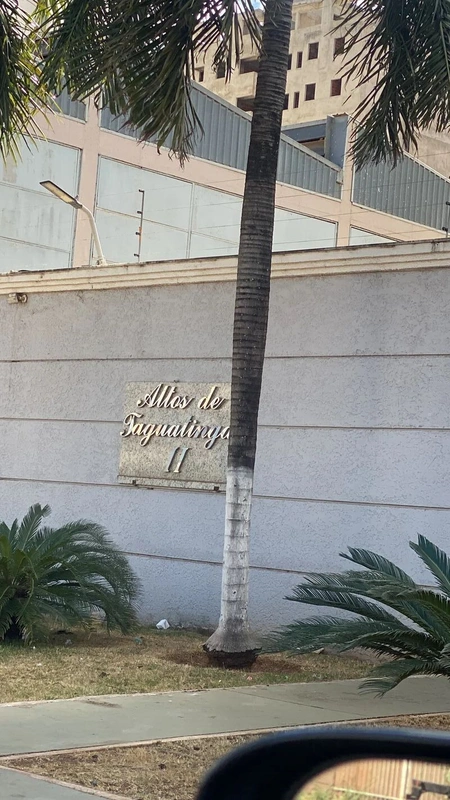 Altos de
Taguatinga
II